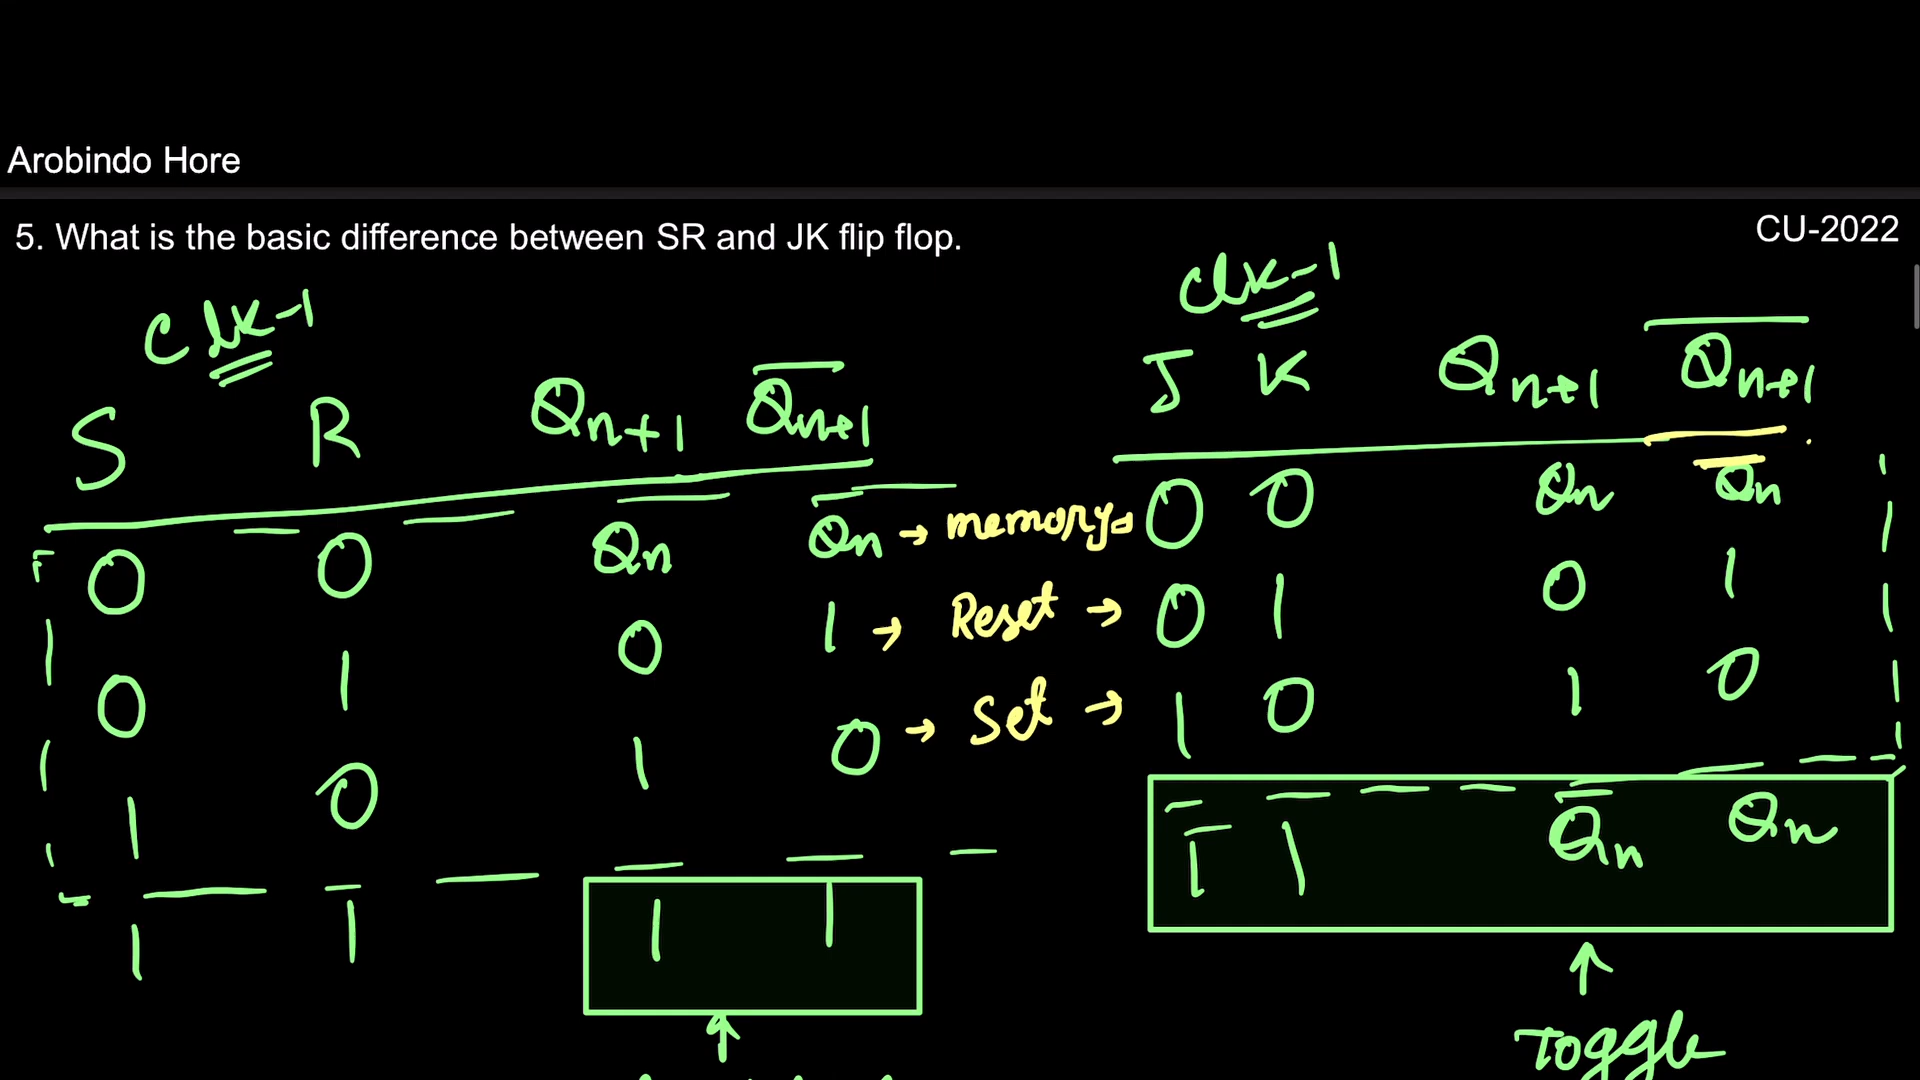 Arobindo Hore
5. What is the basic difference between SR and JK flip flop.
CU-2022
Clk-1
S R Qn+1 Q̅n+1
0 0 Qn Q̅n → memory
0 1 0 1 → Reset →
1 0 1 0 → Set →
1 1 1 1
Clk-1
J K Qn+1 Q̅n+1
0 0 Qn Q̅n
0 1 0 1
1 0 1 0
1 1 Q̅n Qn
Toggle